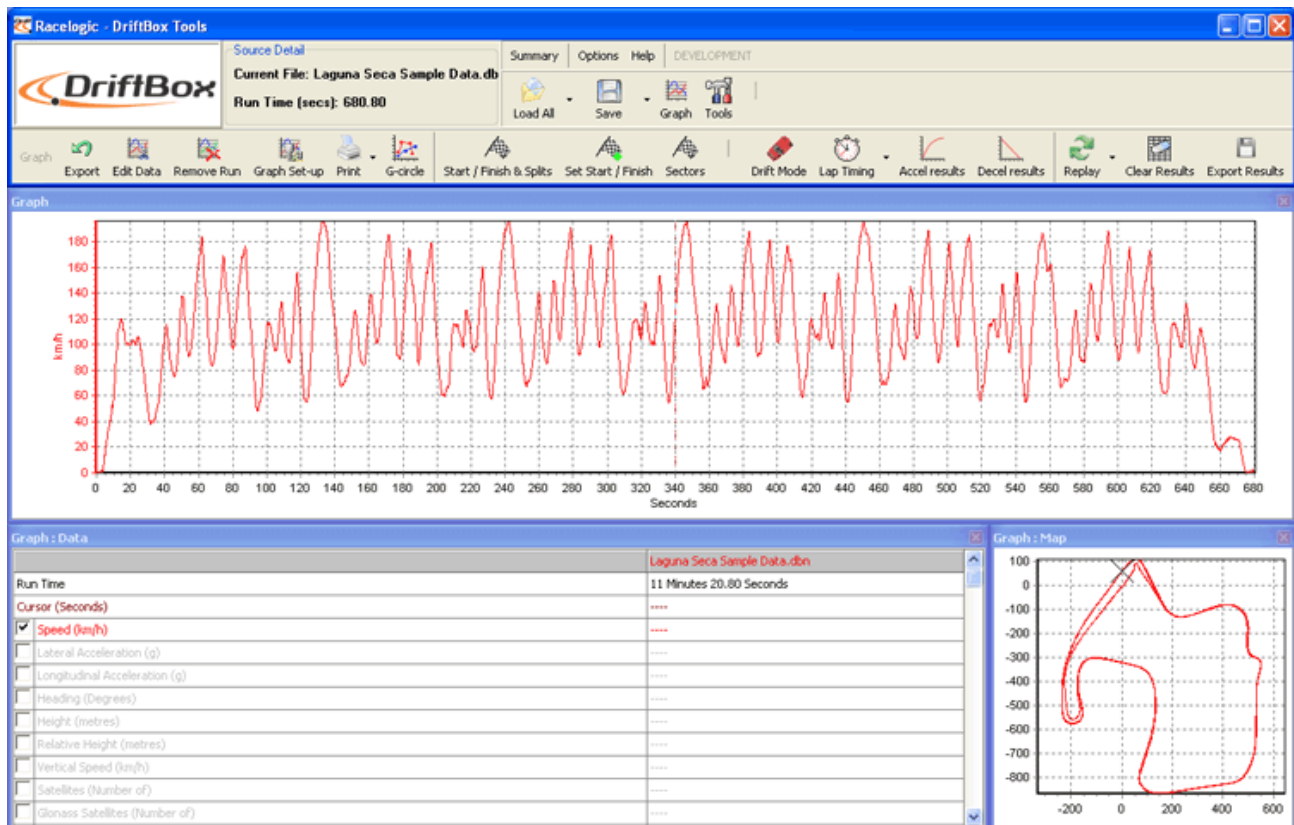 Racelogic - DriftBox Tools
DriftBox
Source Detail
Current File: Laguna Seca Sample Data.db
Run Time (secs): 680.80
Summary Options Help DEVELOPMENT
Load All Save Graph Tools
Graph Export Edit Data Remove Run Graph Set-up Print G-circle Start / Finish & Splits Set Start / Finish Sectors Drift Mode Lap Timing Accel results Decel results Replay Clear Results Export Results
Graph
180
160
140
120
100
80
60
40
20
0
km/h
0 20 40 60 80 100 120 140 160 180 200 220 240 260 280 300 320 340 360 380 400 420 440 460 480 500 520 540 560 580 600 620 640 660 680
Seconds
Graph : Data
Laguna Seca Sample Data.dbn
Run Time 11 Minutes 20.80 Seconds
Cursor (Seconds) ----
Speed (km/h) ----
Lateral Acceleration (g) ----
Longitudinal Acceleration (g) ----
Heading (Degrees) ----
Height (metres) ----
Relative Height (metres) ----
Vertical Speed (km/h) ----
Satellites (Number of) ----
Glonass Satellites (Number of) ----
Graph : Map
100
0
-100
-200
-300
-400
-500
-600
-700
-800
-200 0 200 400 600